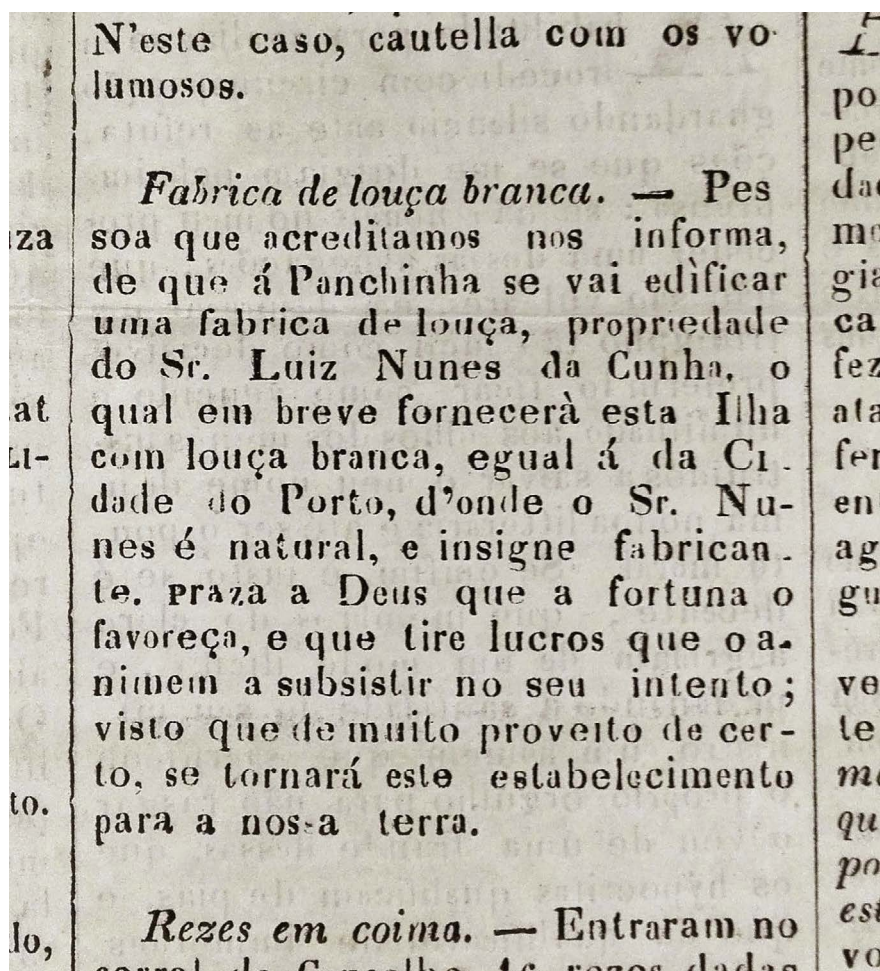 N'este caso, cautella com os vo-
lumosos.
Fabrica de louça branca. — Pes
soa que acreditamos nos informa,
de que á Panchinha se vai edificar
uma fabrica de louça, propriedade
do Sr. Luiz Nunes da Cunha, o
qual em breve fornecerà esta Ilha
com louça branca, egual á da Ci-
dade do Porto, d'onde o Sr. Nu-
nes é natural, e insigne fabrican-
te. praza a Deus que a fortuna o
favoreça, e que tire lucros que o a-
nimem a subsistir no seu intento;
visto que de muito proveito de cer-
to, se tornará este estabelecimento
para a nossa terra.
Rezes em coima. — Entraram no